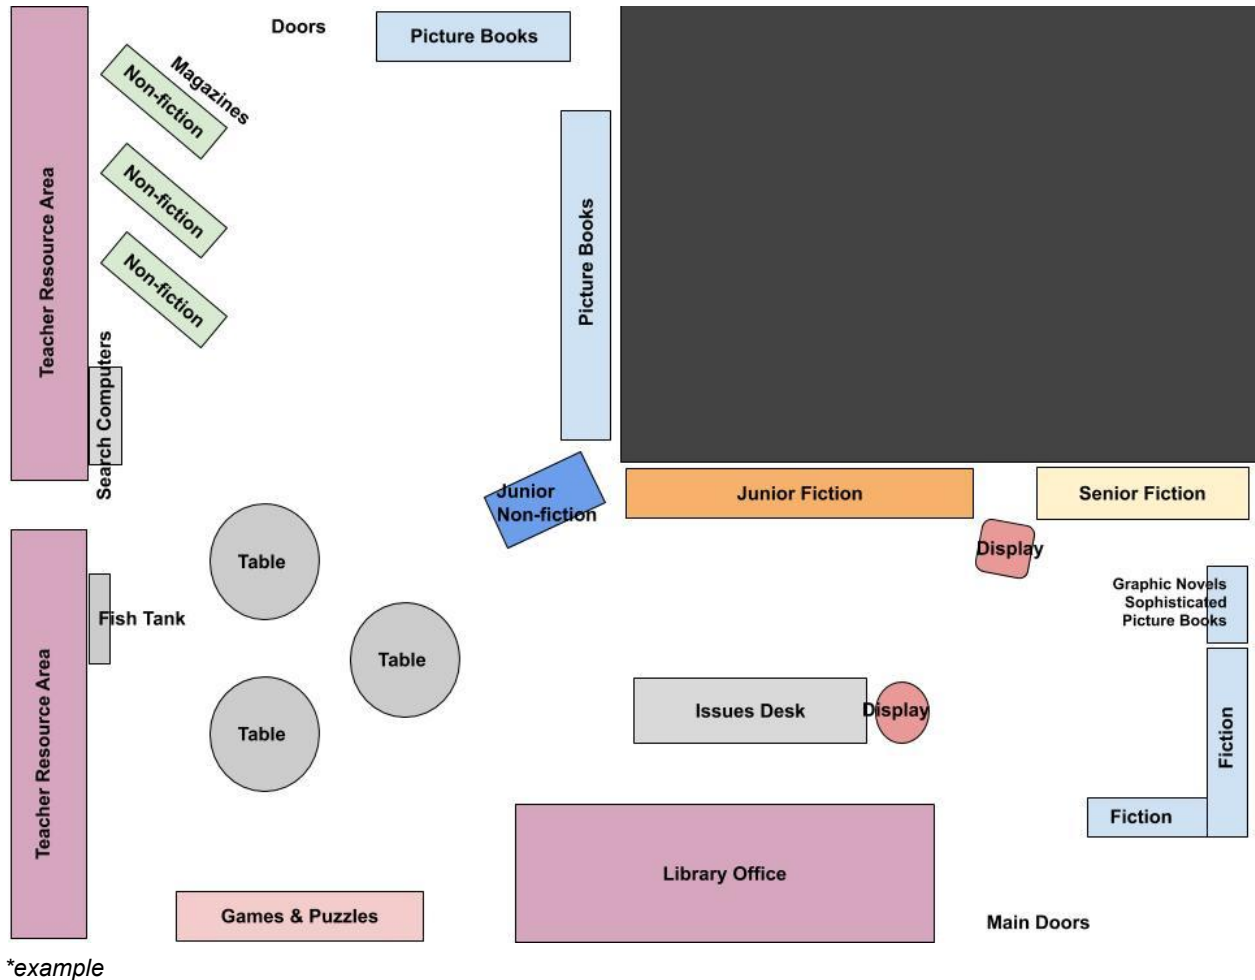 Doors
Picture Books
Magazines
Non-fiction
Non-fiction
Non-fiction
Teacher Resource Area
Picture Books
Search Computers
Junior
Non-fiction
Junior Fiction
Senior Fiction
Display
Table
Graphic Novels
Sophisticated
Picture Books
Fish Tank
Table
Table
Issues Desk
Display
Fiction
Teacher Resource Area
Fiction
Library Office
Games & Puzzles
Main Doors
*example